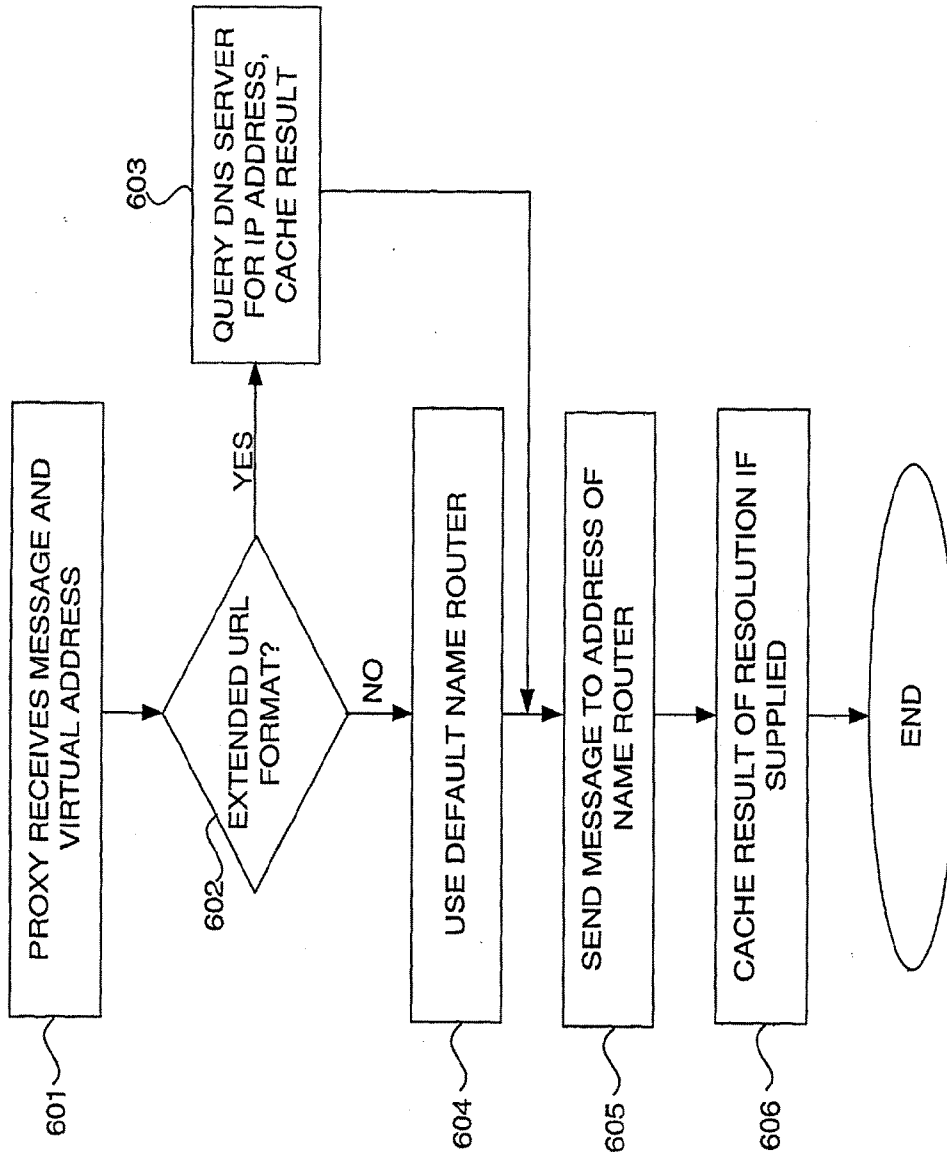 601
PROXY RECEIVES MESSAGE AND
VIRTUAL ADDRESS
602
EXTENDED URL
FORMAT?
YES
NO
603
QUERY DNS SERVER
FOR IP ADDRESS,
CACHE RESULT
604
USE DEFAULT NAME ROUTER
605
SEND MESSAGE TO ADDRESS OF
NAME ROUTER
606
CACHE RESULT OF RESOLUTION IF
SUPPLIED
END